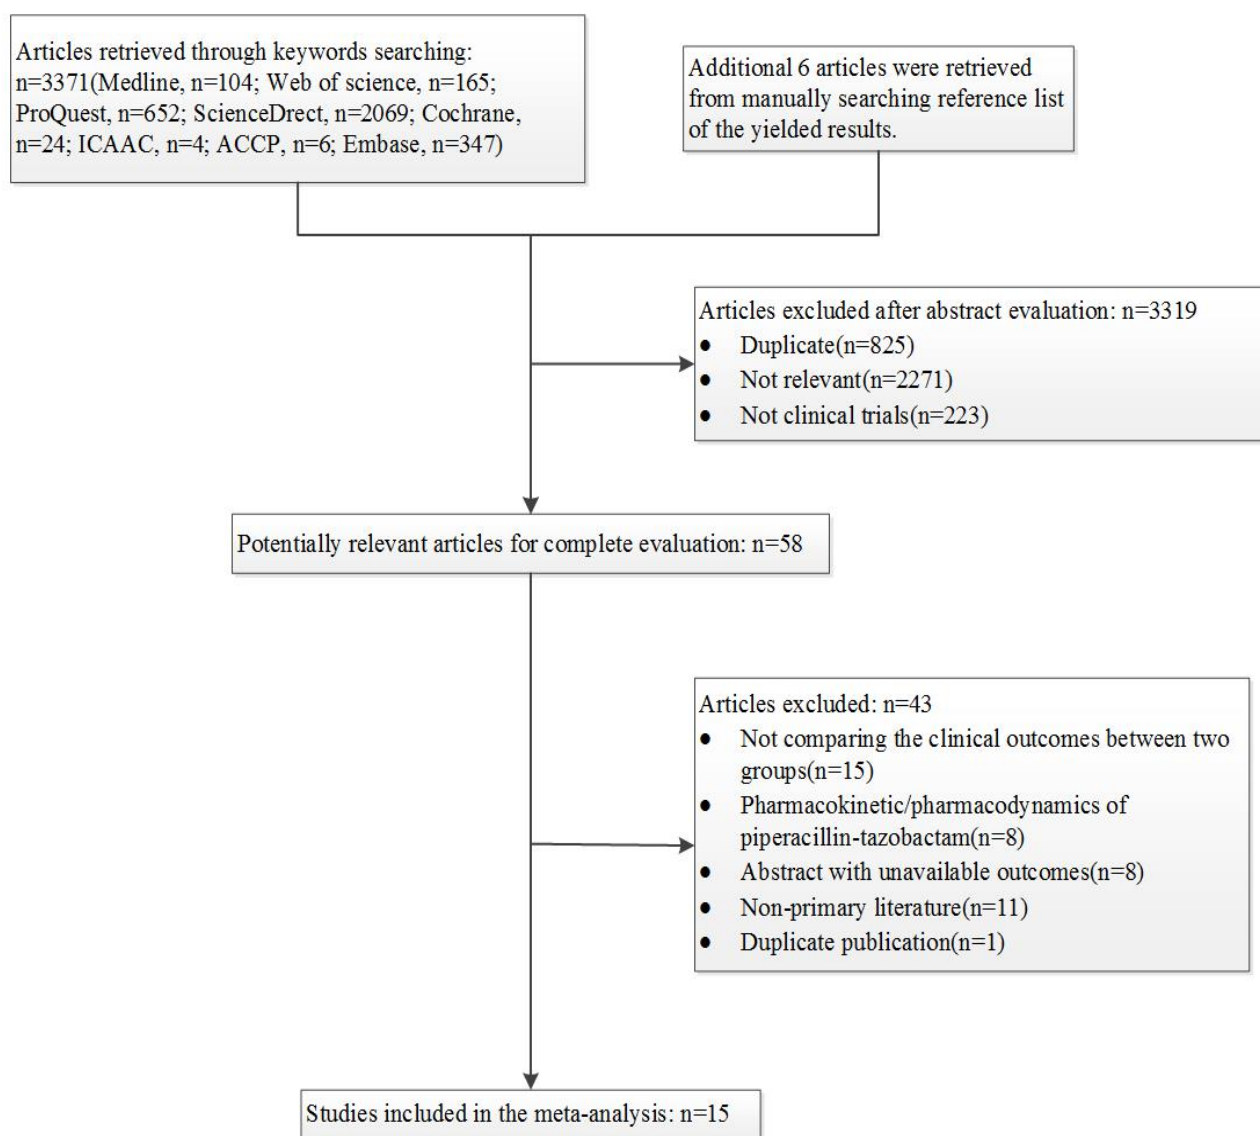 Articles retrieved through keywords searching:
n=3371(Medline, n=104; Web of science, n=165;
ProQuest, n=652; ScienceDrect, n=2069; Cochrane,
n=24; ICAAC, n=4; ACCP, n=6; Embase, n=347)
Additional 6 articles were retrieved
from manually searching reference list
of the yielded results.
Articles excluded after abstract evaluation: n=3319
● Duplicate(n=825)
● Not relevant(n=2271)
● Not clinical trials(n=223)
Potentially relevant articles for complete evaluation: n=58
Articles excluded: n=43
● Not comparing the clinical outcomes between two
groups(n=15)
● Pharmacokinetic/pharmacodynamics of
piperacillin-tazobactam(n=8)
● Abstract with unavailable outcomes(n=8)
● Non-primary literature(n=11)
● Duplicate publication(n=1)
Studies included in the meta-analysis: n=15